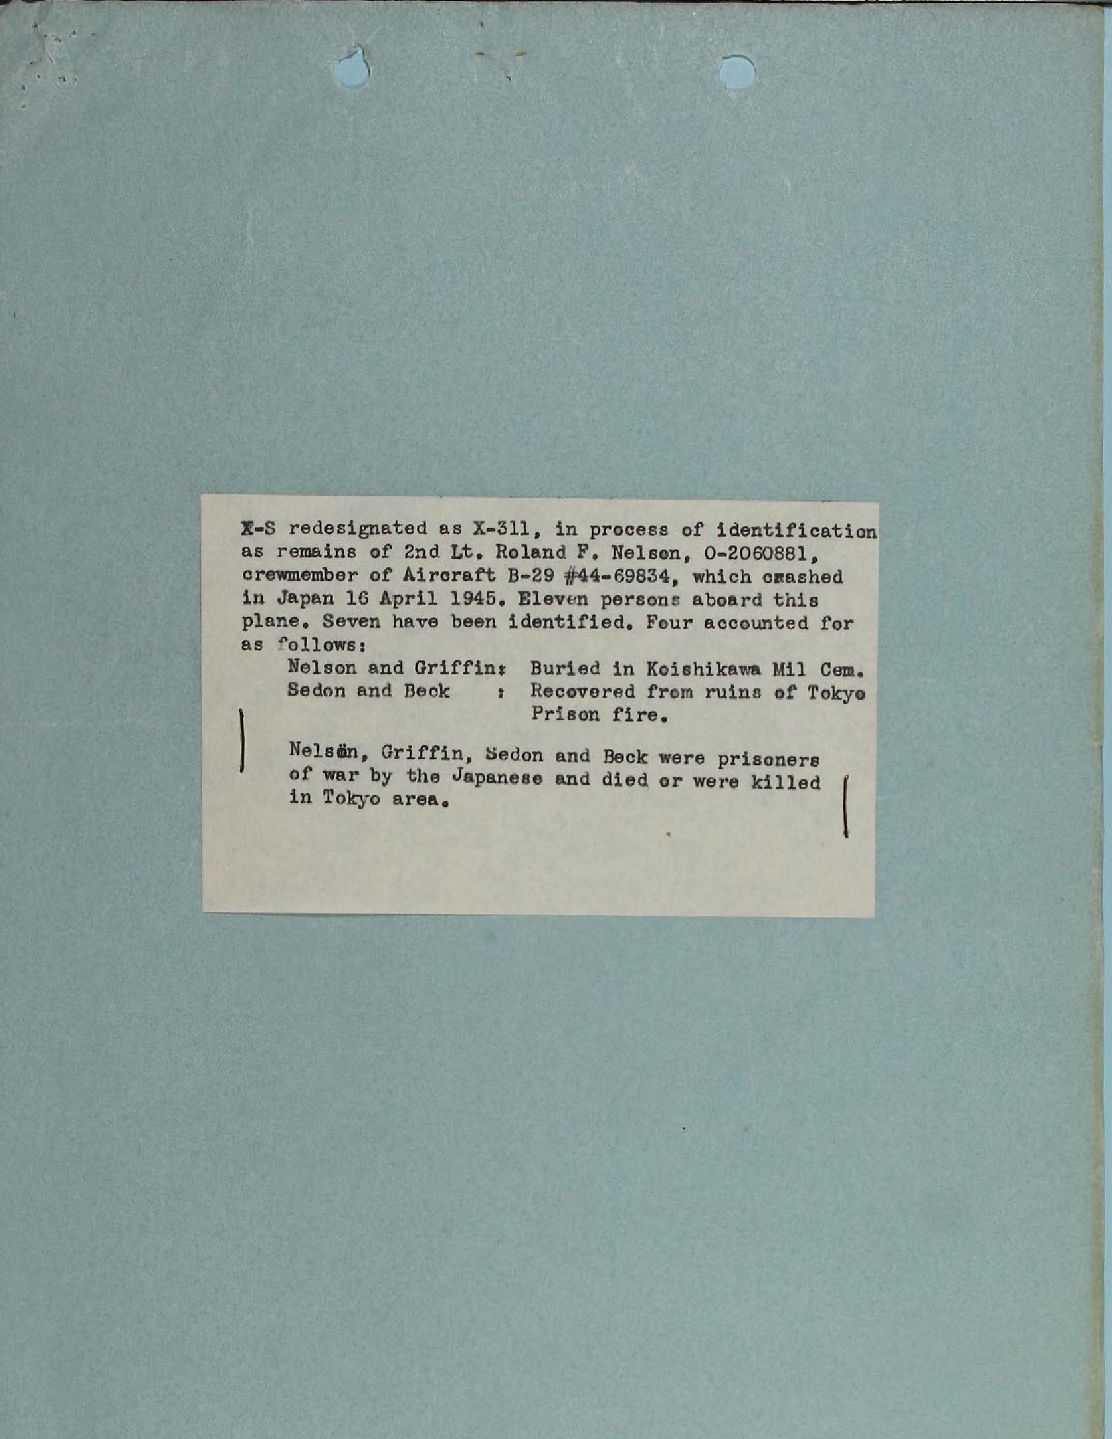 X-S redesignated as X-311, in process of identification
as remains of 2nd Lt. Roland F. Nelson, O-2060881,
crewmember of Aircraft B-29 #44-69834, which crashed
in Japan 16 April 1945. Eleven persons aboard this
plane. Seven have been identified. Four accounted for
as follows:
Nelson and Griffin: Buried in Koishikawa Mil Cem.
Sedon and Beck : Recovered from ruins of Tokyo
Prison fire.
Nelson, Griffin, Sedon and Beck were prisoners
of war by the Japanese and died or were killed
in Tokyo area.